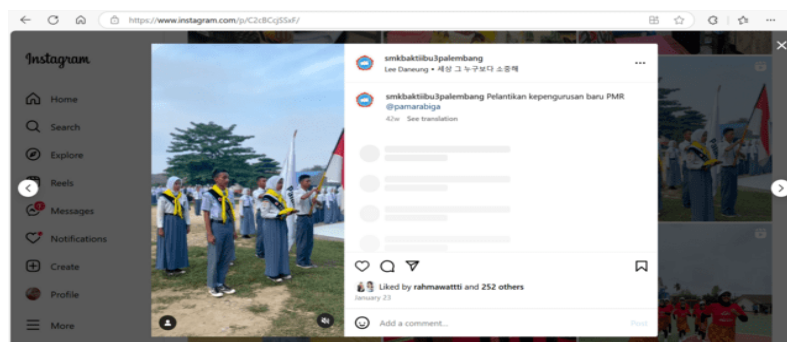 https://www.instagram.com/p/C2cBCcjSSxF/
Instagram
Home
Search
Explore
Reels
Messages
Notifications
Create
Profile
More
smkbaktiibu3palembang
Lee Daneung • 세상 그 누구보다 소중해
smkbaktiibu3palembang Pelantikan kepengurusan baru PMR
@pamarabiga
42w See translation
Liked by rahmawattti and 252 others
January 23
Add a comment...
Post